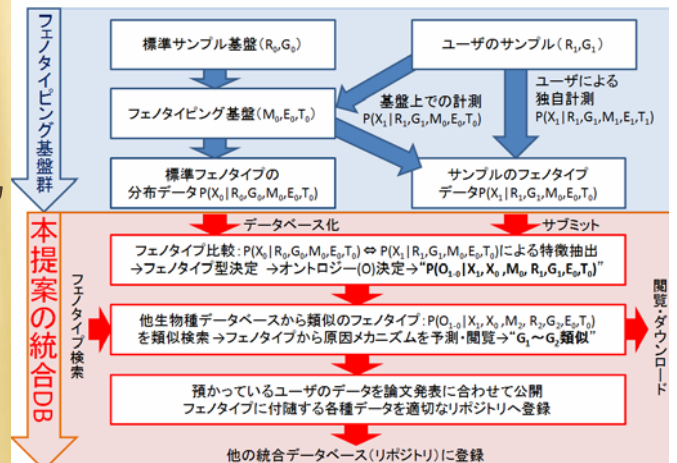 フェノタイピング基盤群
標準サンプル基盤(R₀,G₀)
ユーザのサンプル(R₁,G₁)
フェノタイピング基盤(M₀,E₀,T₀)
基盤上での計測
P(X₁|R₁,G₁,M₀,E₀,T₀)
ユーザによる
独自計測
P(X₁|R₁,G₁,M₁,E₁,T₁)
標準フェノタイプの
分布データP(X₀|R₀,G₀,M₀,E₀,T₀)
サンプルのフェノタイプ
データP(X₁|R₁,G₁,M₀,E₀,T₀)
本提案の統合DB
データベース化
サブミット
フェノタイプ比較:P(X₀|R₀,G₀,M₀,E₀,T₀)⇔P(X₁|R₁,G₁,M₀,E₀,T₀)による特徴抽出
→フェノタイプ型決定 →オントロジー(O)決定→“P(O₁₋₀|X₁,X₀,M₀,R₁,G₁,E₀,T₀)”
フェノタイプ検索
他生物種データベースから類似のフェノタイプ:P(O₁₋₀|X₁,X₀,M₂,R₂,G₂,E₀,T₀)
を類似検索→フェノタイプから原因メカニズムを予測・閲覧→“G₁~G₂類似”
閲覧・ダウンロード
預かっているユーザのデータを論文発表に合わせて公開
フェノタイプに付随する各種データを適切なリポジトリへ登録
他の統合データベース(リポジトリ)に登録